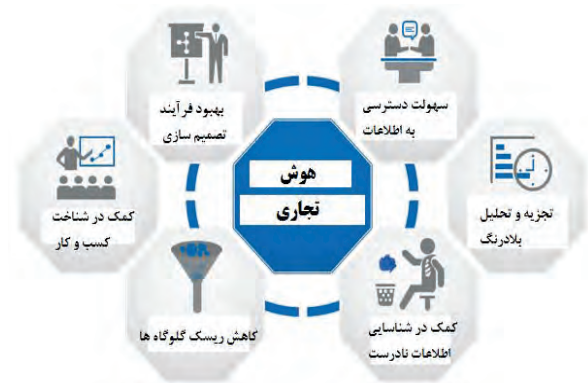 هوش
تجاری
سهولت دسترسی
به اطلاعات
تجزیه و تحلیل
بلادرنگ
کمک در شناسایی
اطلاعات نادرست
کاهش ریسک گلوگاه ها
کمک در شناخت
کسب و کار
بهبود فرآیند
تصمیم سازی